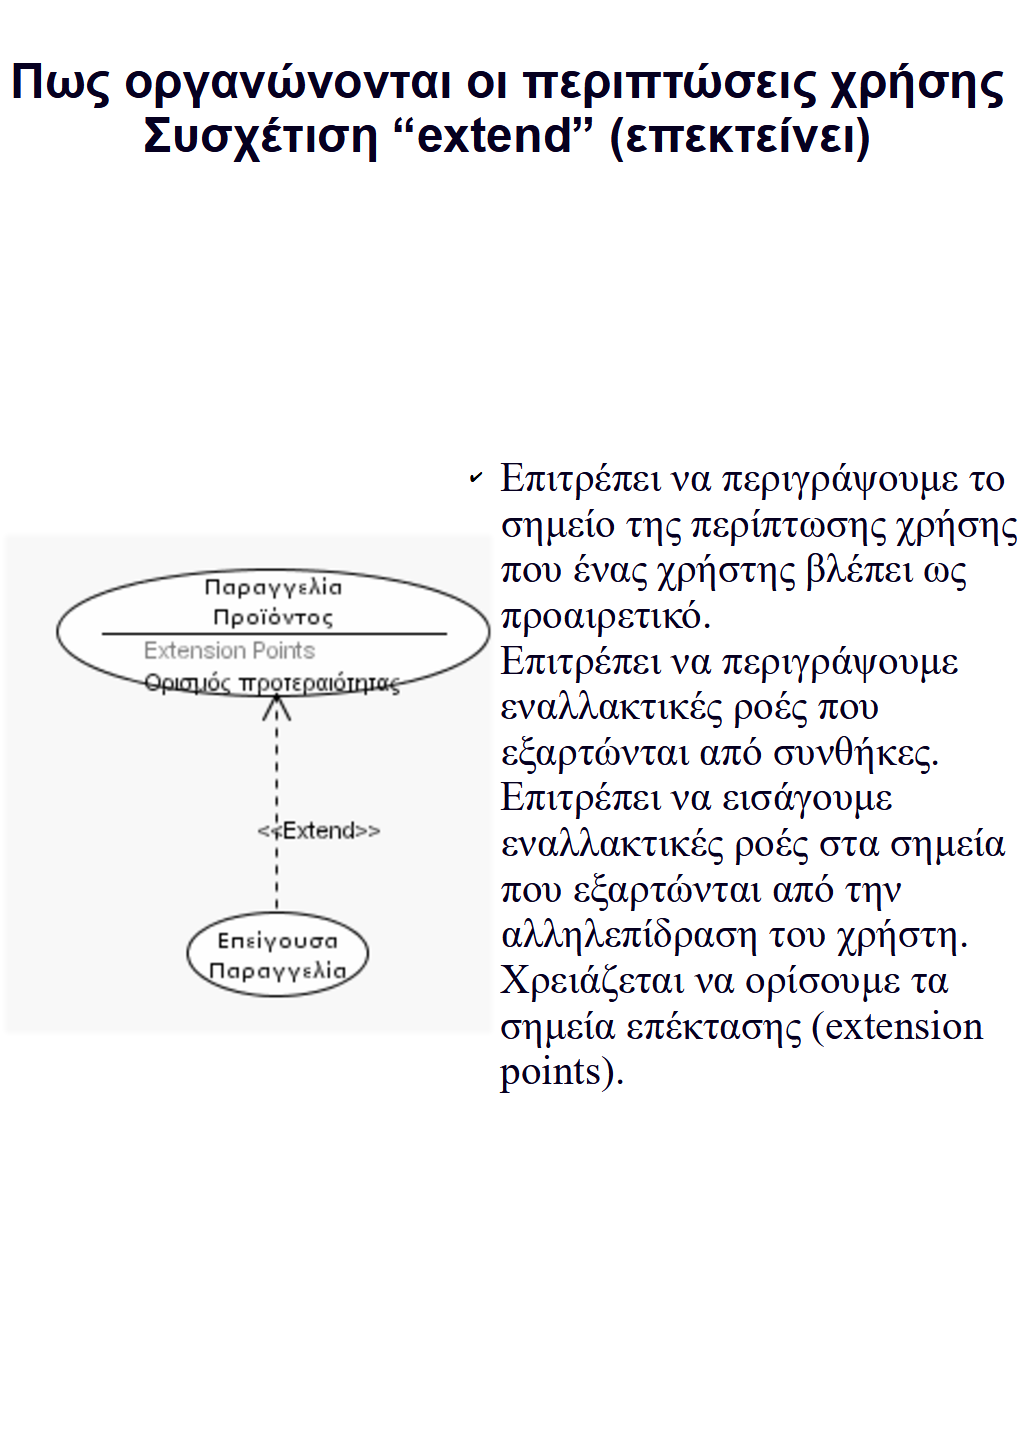 Πως οργανώνονται οι περιπτώσεις χρήσης
Συσχέτιση “extend” (επεκτείνει)
Παραγγελία
Προϊόντος
Extension Points
Ορισμός προτεραιότητας
<<Extend>>
Επείγουσα
Παραγγελία
✔ Επιτρέπει να περιγράψουμε το
σημείο της περίπτωσης χρήσης
που ένας χρήστης βλέπει ως
προαιρετικό.
Επιτρέπει να περιγράψουμε
εναλλακτικές ροές που
εξαρτώνται από συνθήκες.
Επιτρέπει να εισάγουμε
εναλλακτικές ροές στα σημεία
που εξαρτώνται από την
αλληλεπίδραση του χρήστη.
Χρειάζεται να ορίσουμε τα
σημεία επέκτασης (extension
points).